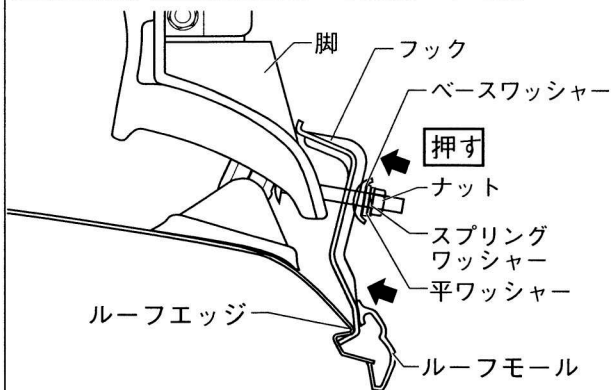 脚
フック
ベースワッシャー
押す
ナット
スプリング
ワッシャー
平ワッシャー
ルーフエッジ
ルーフモール